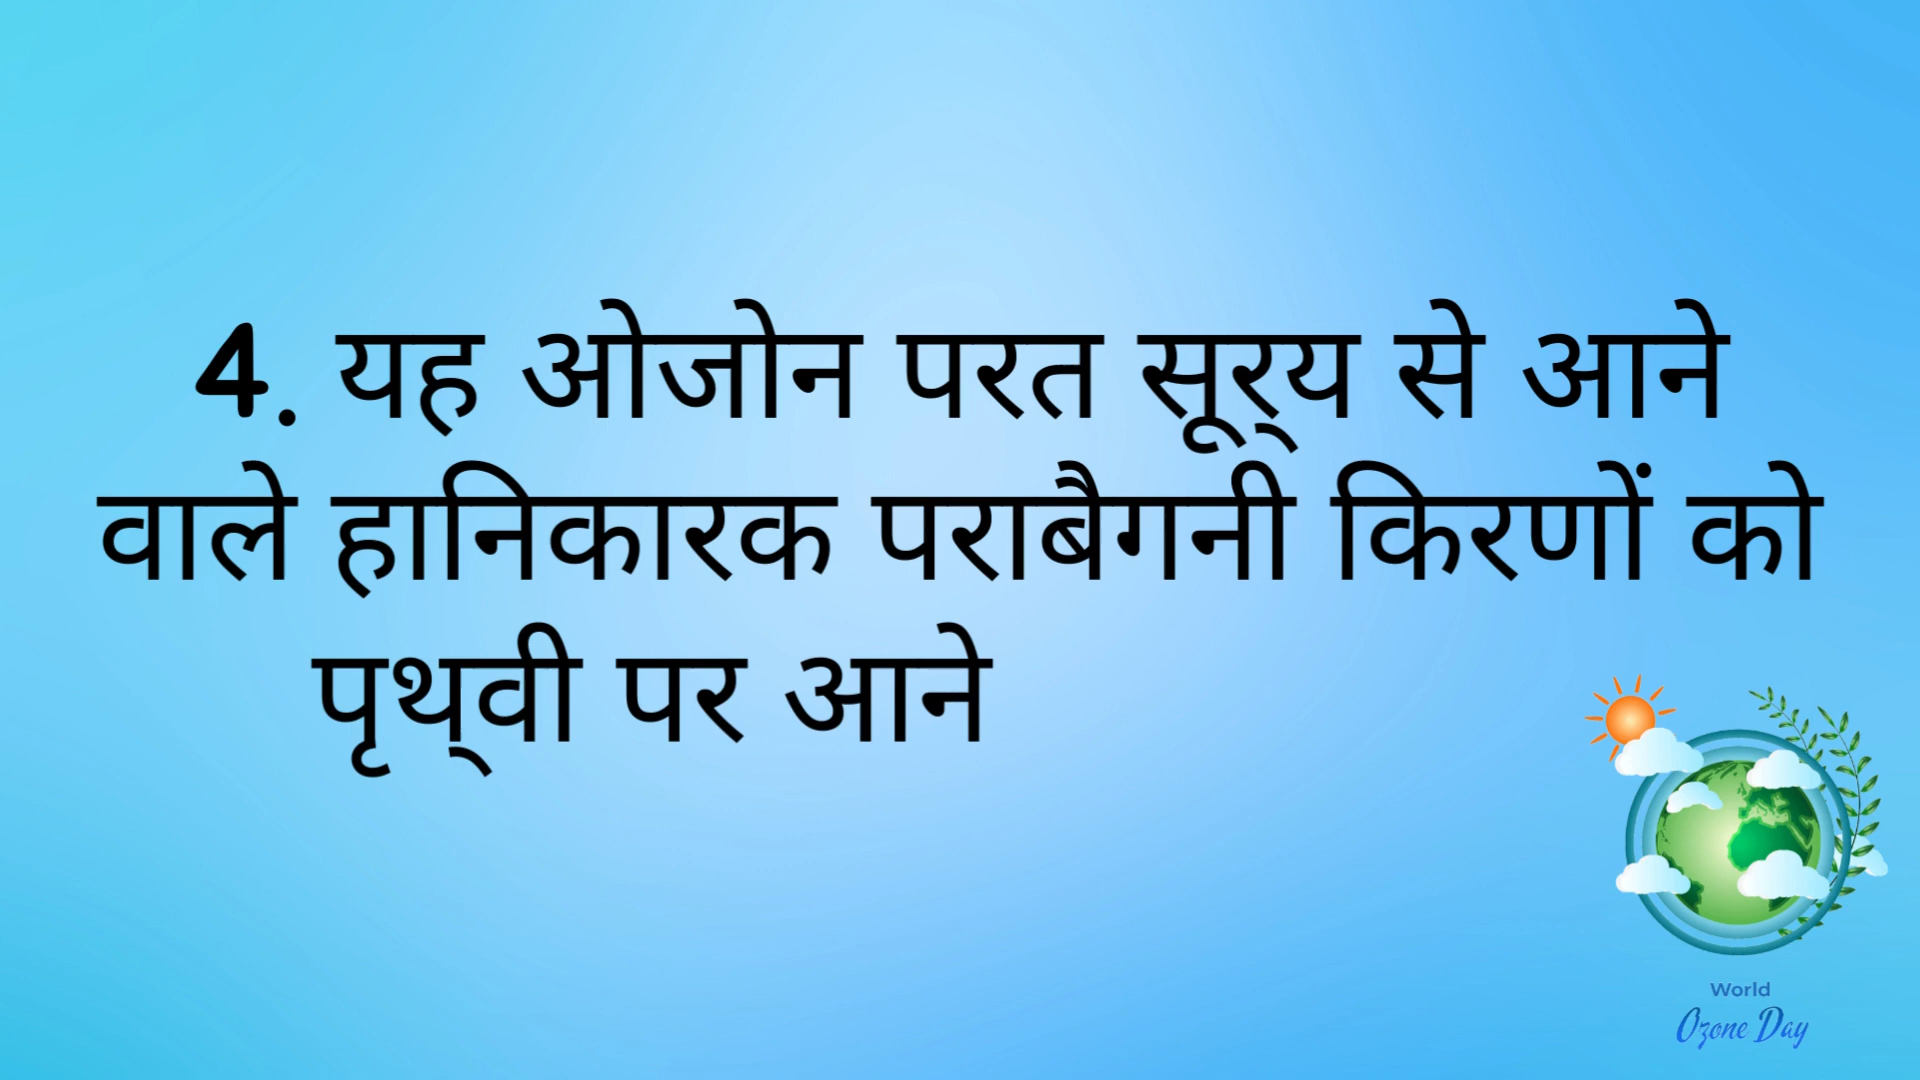 4. यह ओजोन परत सूर्‌य से आने
वाले हानिकारक पराबैगनी किरणों को
पृथ्‌वी पर आने
World
Ozone Day